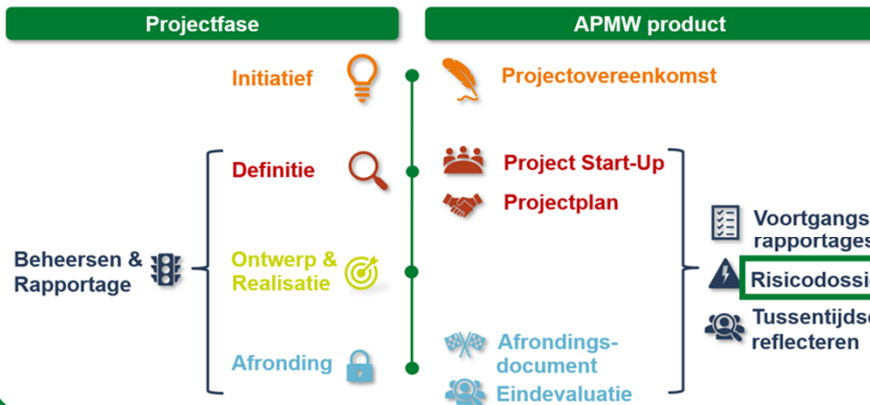 Projectfase
APMW product
Initiatief
Projectovereenkomst
Definitie
Project Start-Up
Projectplan
Beheersen &
Rapportage
Ontwerp &
Realisatie
Voortgangs
rapportages
Risicodossi
Tussentijds
reflecteren
Afronding
Afrondings-
document
Eindevaluatie